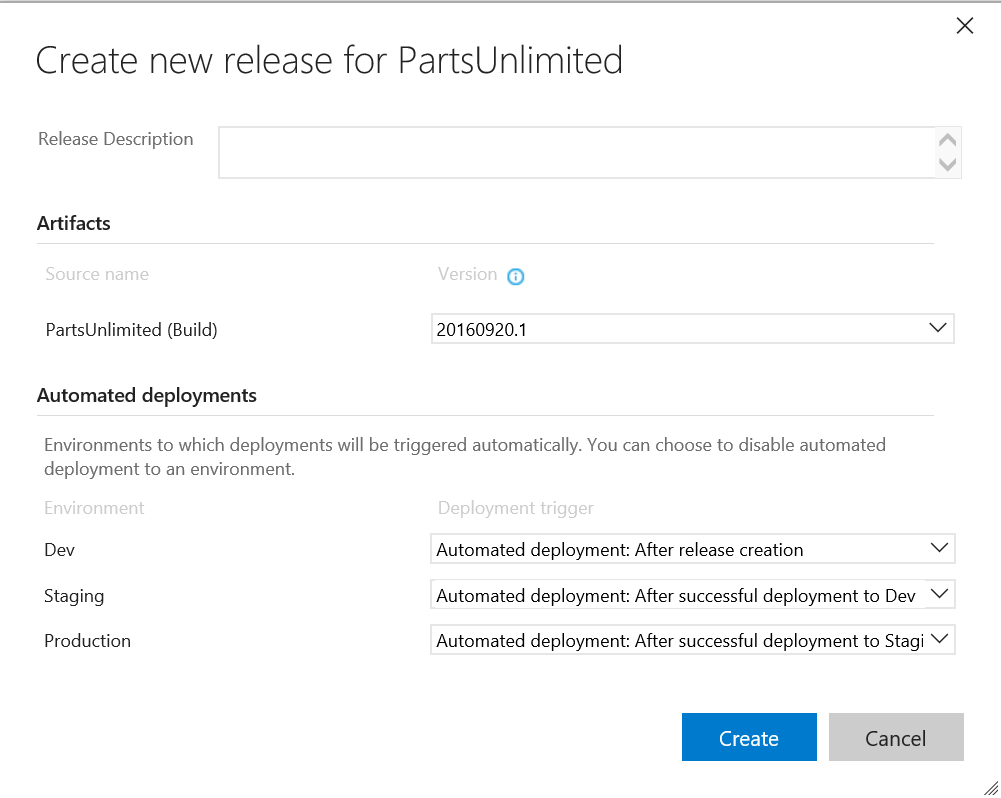 Create new release for PartsUnlimited
Release Description
Artifacts
Source name Version
PartsUnlimited (Build) 20160920.1
Automated deployments
Environments to which deployments will be triggered automatically. You can choose to disable automated
deployment to an environment.
Environment Deployment trigger
Dev Automated deployment: After release creation
Staging Automated deployment: After successful deployment to Dev
Production Automated deployment: After successful deployment to Stagi
Create Cancel